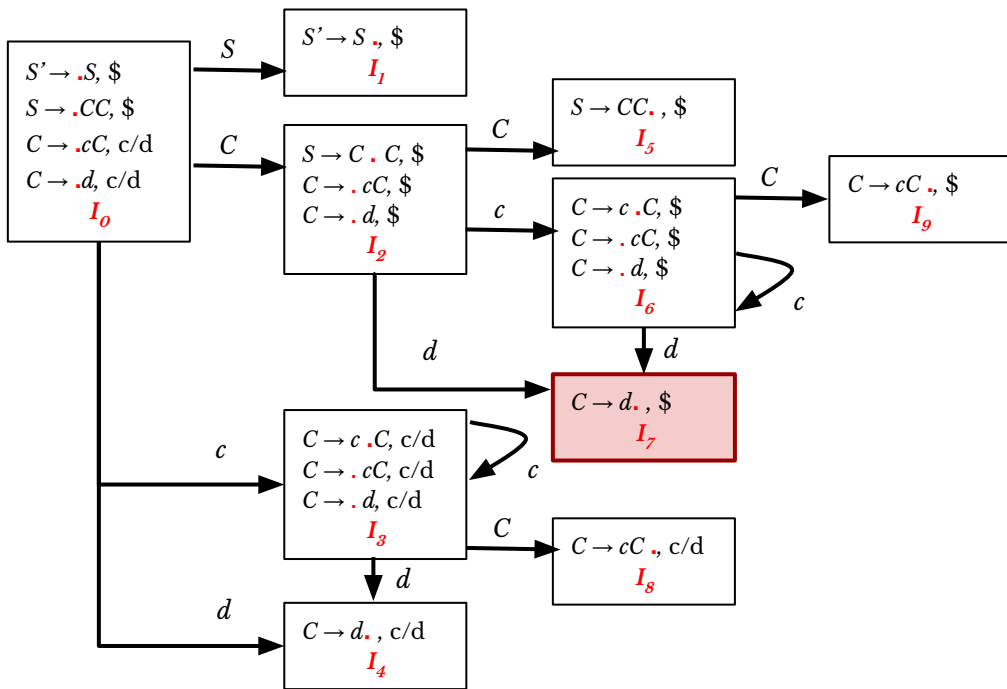 S' → .S, $
S → .CC, $
C → .cC, c/d
C → .d, c/d
I0
S
S' → S ., $
I1
C
S → C . C, $
C → . cC, $
C → . d, $
I2
C
S → CC. , $
I5
c
C → c .C, $
C → . cC, $
C → . d, $
I6
C
C → cC ., $
I9
c
d
d
C → d. , $
I7
c
C → c .C, c/d
C → . cC, c/d
C → . d, c/d
I3
c
C
C → cC ., c/d
I8
d
d
C → d. , c/d
I4